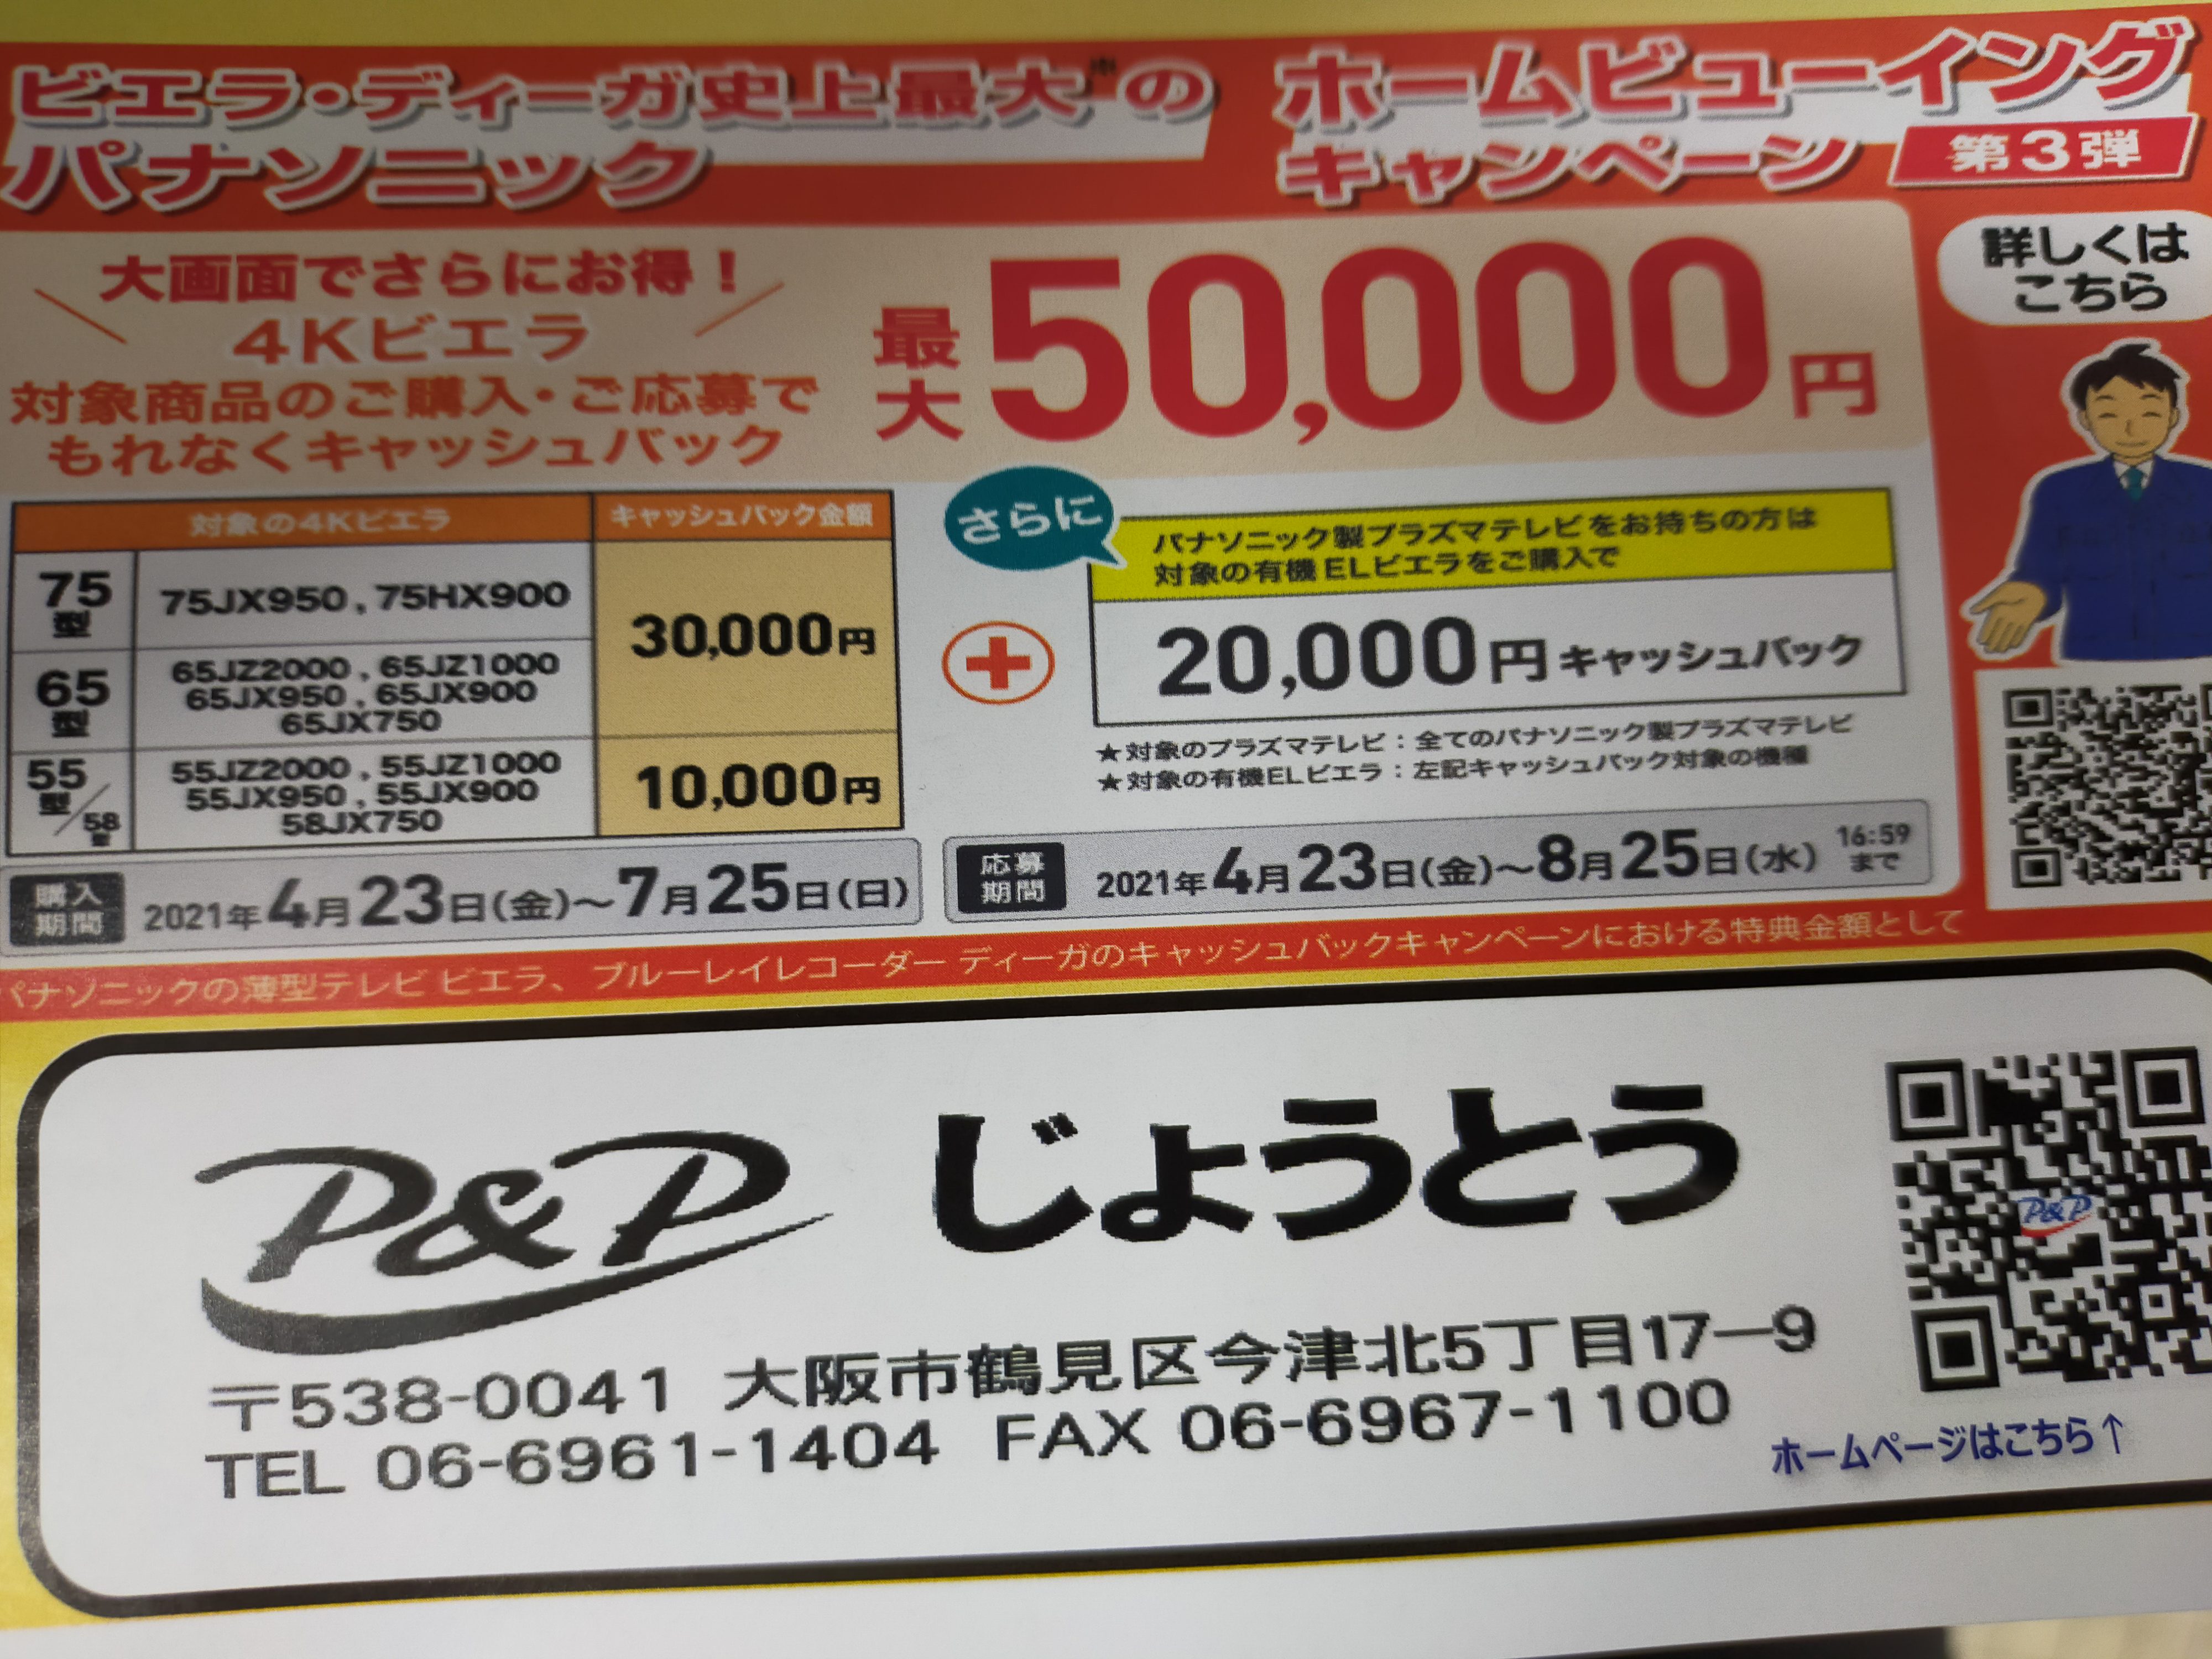 ビエラ・ディーガ史上最大※の
パナソニック
ホームビューイング
キャンペーン 第3弾
大画面でさらにお得！
4Kビエラ
対象商品のご購入・ご応募で
もれなくキャッシュバック
最大50,000円
詳しくは
こちら
対象の4Kビエラ キャッシュバック金額
75型 75JX950 , 75HX900
30,000円
65型 65JZ2000 , 65JZ1000
65JX950 , 65JX900
65JX750
55型/58型 55JZ2000 , 55JZ1000
55JX950 , 55JX900
58JX750
10,000円
さらに
パナソニック製プラズマテレビをお持ちの方は
対象の有機ELビエラをご購入で
20,000円キャッシュバック
★対象のプラズマテレビ：全てのパナソニック製プラズマテレビ
★対象の有機ELビエラ：左記キャッシュバック対象の機種
購入期間 2021年4月23日(金)〜7月25日(日)
応募期間 2021年4月23日(金)〜8月25日(水) 16:59まで
パナソニックの薄型テレビ ビエラ、ブルーレイレコーダー ディーガのキャッシュバックキャンペーンにおける特典金額として
P&P じょうとう
P&P
〒538-0041 大阪市鶴見区今津北5丁目17—9
TEL 06-6961-1404 FAX 06-6967-1100
ホームページはこちら↑